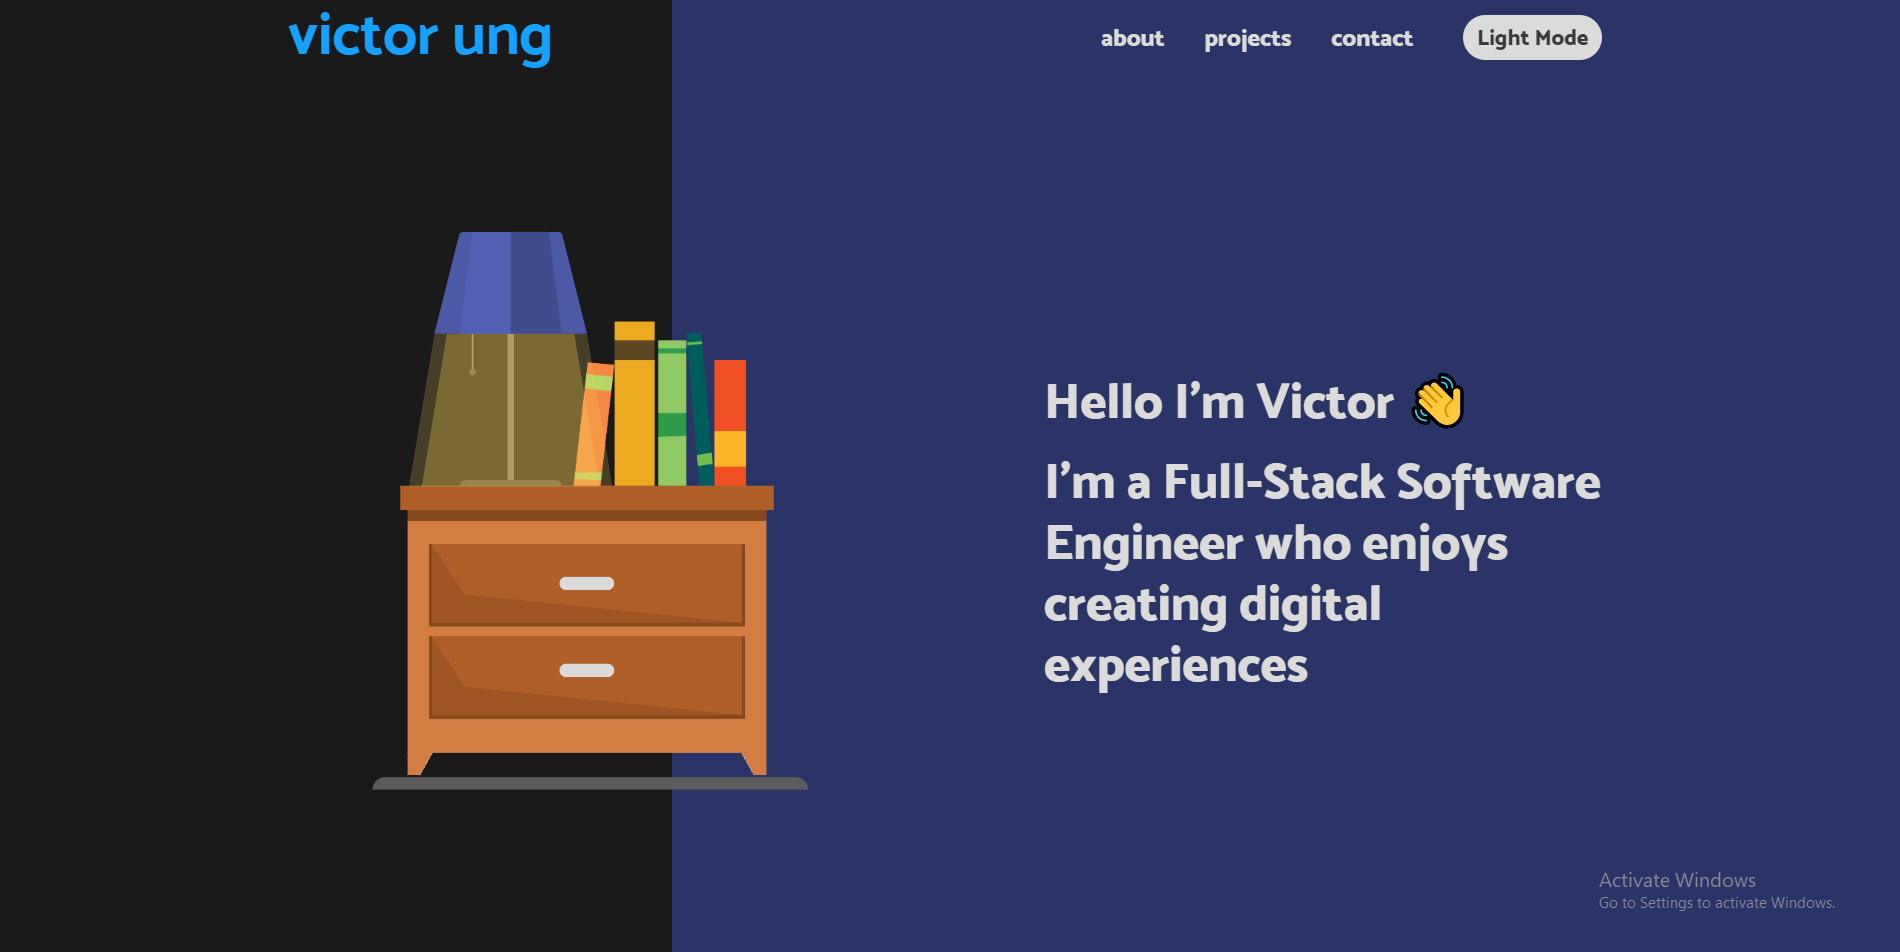 victor ung
about projects contact Light Mode
Hello I'm Victor 👋
I'm a Full-Stack Software
Engineer who enjoys
creating digital
experiences
Activate Windows
Go to Settings to activate Windows.